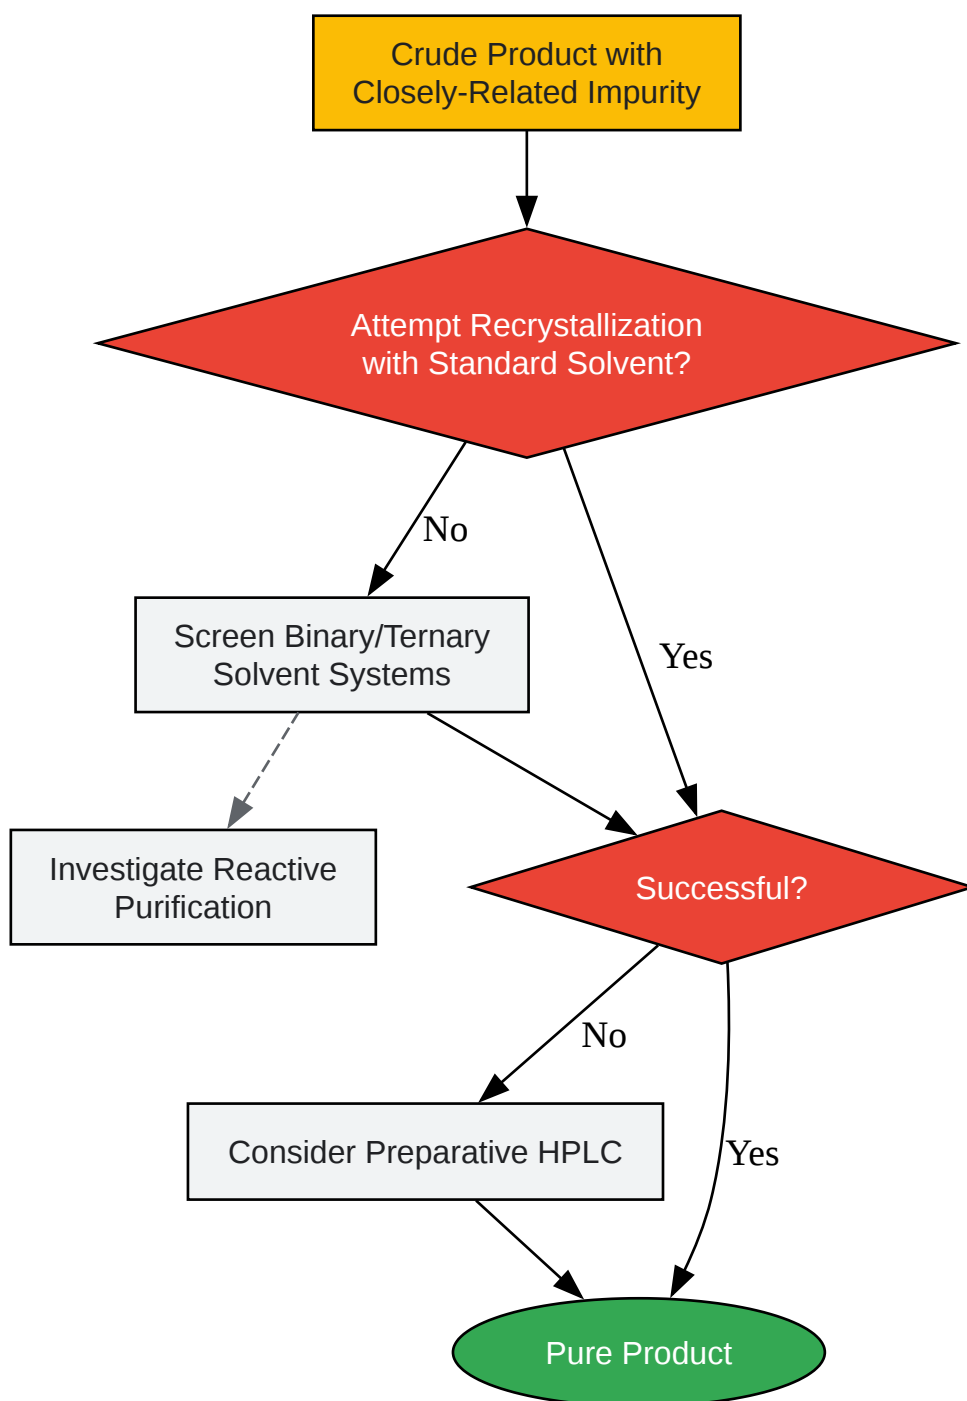 Crude Product with
Closely-Related Impurity
Attempt Recrystallization
with Standard Solvent?
No
Screen Binary/Ternary
Solvent Systems
Yes
Investigate Reactive
Purification
Successful?
No
Consider Preparative HPLC
Yes
Pure Product